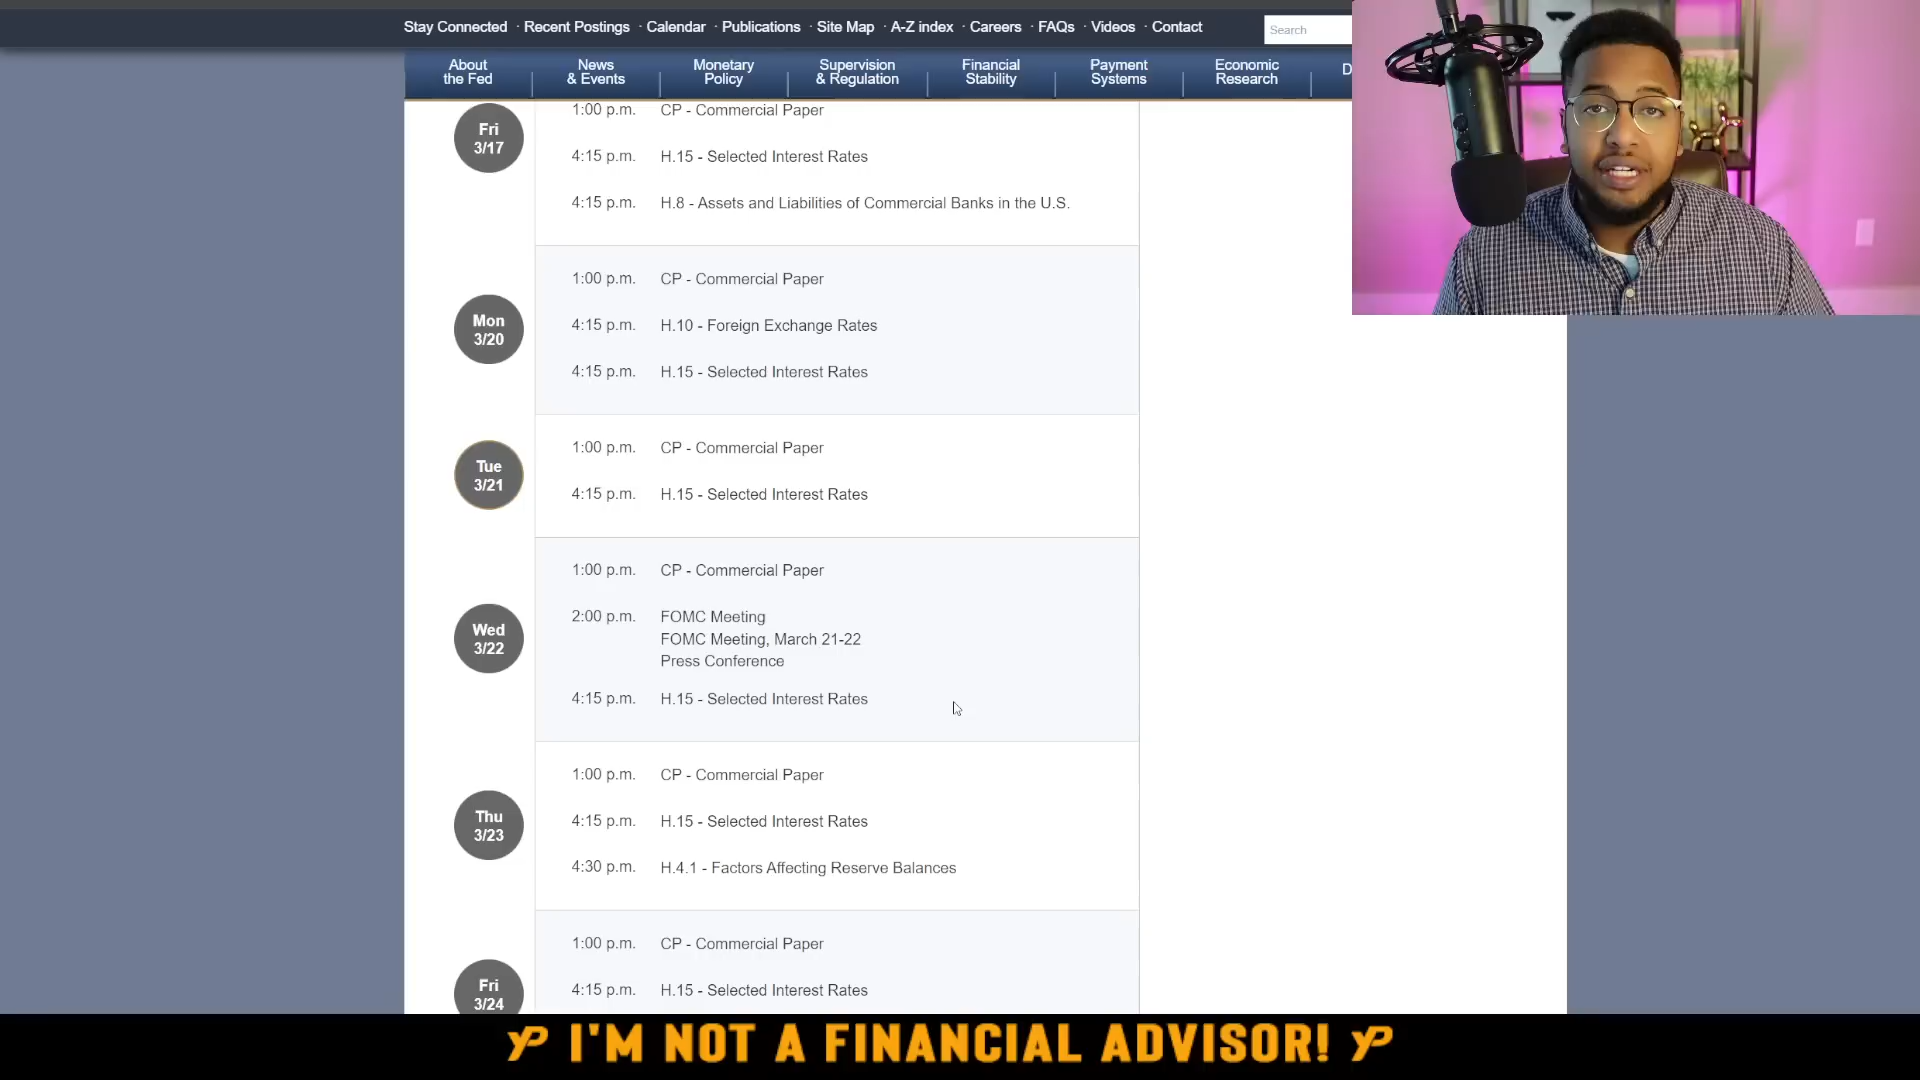 Stay Connected · Recent Postings · Calendar · Publications · Site Map · A-Z index · Careers · FAQs · Videos · Contact
Search
About
the Fed
News
& Events
Monetary
Policy
Supervision
& Regulation
Financial
Stability
Payment
Systems
Economic
Research
D
Fri
3/17
1:00 p.m. CP - Commercial Paper
4:15 p.m. H.15 - Selected Interest Rates
4:15 p.m. H.8 - Assets and Liabilities of Commercial Banks in the U.S.
Mon
3/20
1:00 p.m. CP - Commercial Paper
4:15 p.m. H.10 - Foreign Exchange Rates
4:15 p.m. H.15 - Selected Interest Rates
Tue
3/21
1:00 p.m. CP - Commercial Paper
4:15 p.m. H.15 - Selected Interest Rates
Wed
3/22
1:00 p.m. CP - Commercial Paper
2:00 p.m. FOMC Meeting
FOMC Meeting, March 21-22
Press Conference
4:15 p.m. H.15 - Selected Interest Rates
Thu
3/23
1:00 p.m. CP - Commercial Paper
4:15 p.m. H.15 - Selected Interest Rates
4:30 p.m. H.4.1 - Factors Affecting Reserve Balances
Fri
3/24
1:00 p.m. CP - Commercial Paper
4:15 p.m. H.15 - Selected Interest Rates
YP I'M NOT A FINANCIAL ADVISOR! YP